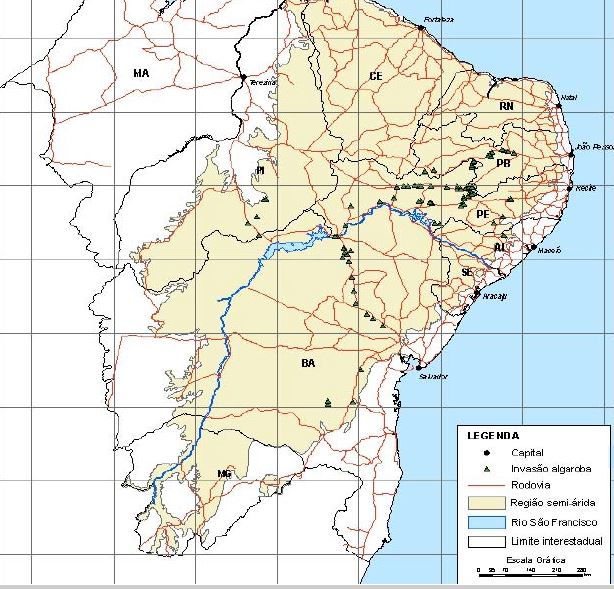 Fortaleza
MA
CE
Teresina
RN
Natal
PB
João Pesso
PI
Recife
PE
AL
Maceió
SE
Aracaju
BA
Salvador
MG
LEGENDA
Capital
Invasão algaroba
Rodovia
Região semi-árida
Rio São Francisco
Limite interestadual
Escala Gráfica
0 35 70 140 210 280